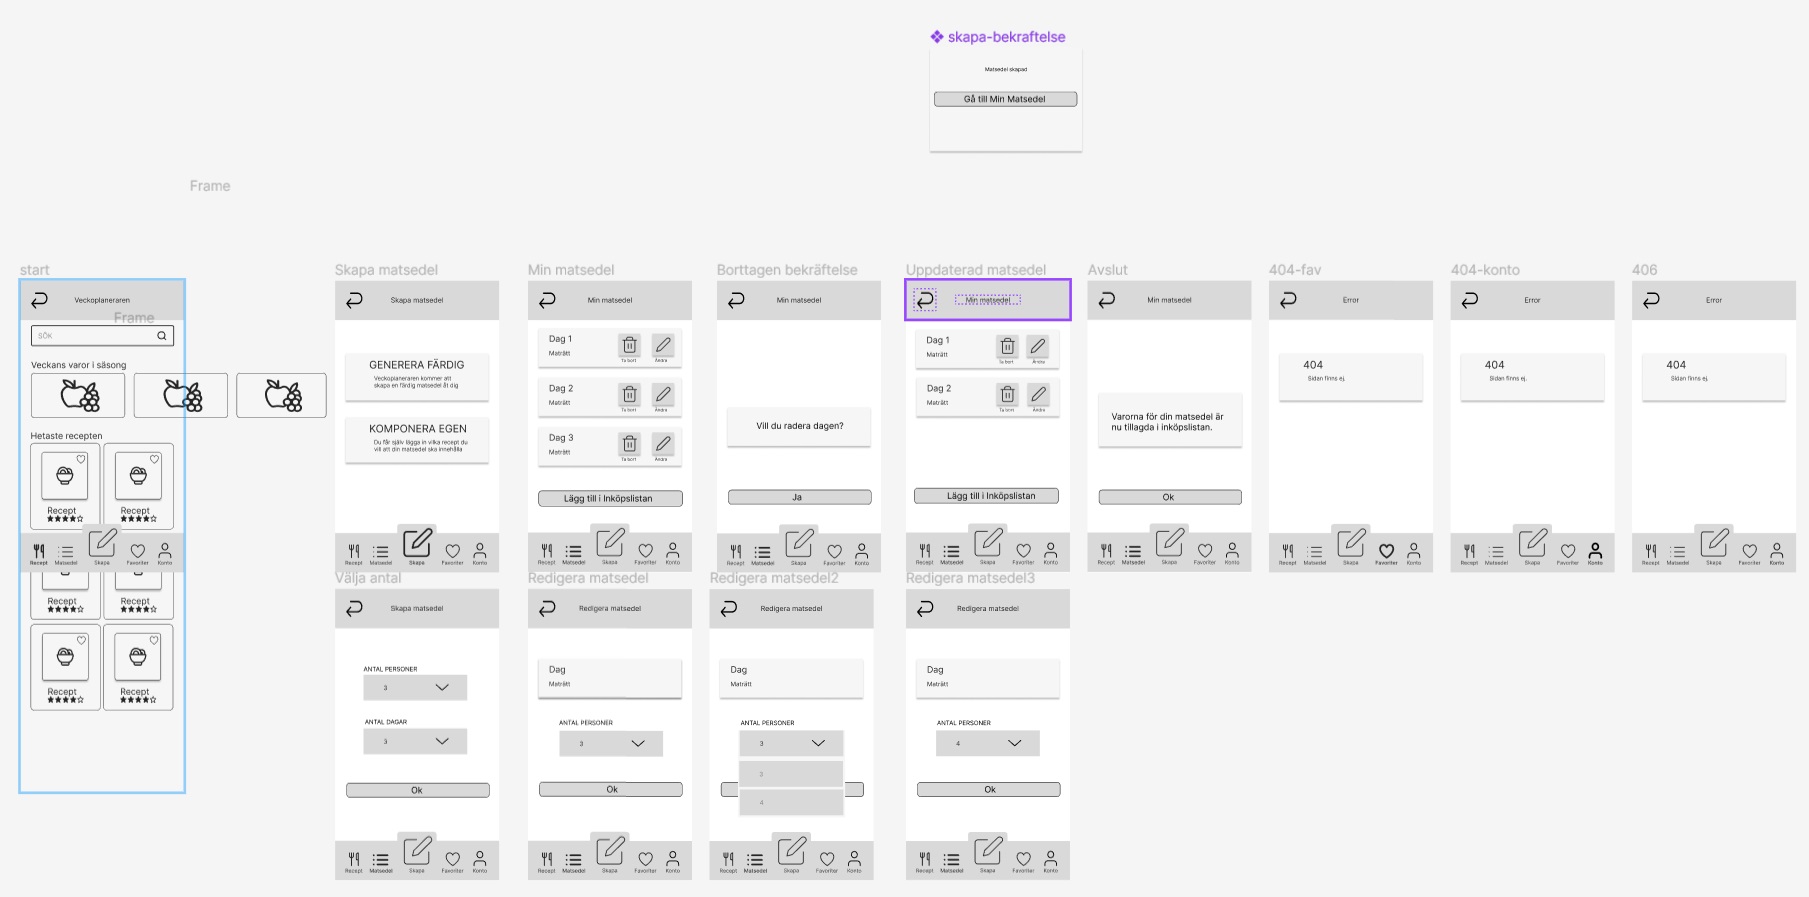 skapa-bekraftelse
Matsedel skapad
Gå till Min Matsedel
Frame
start
Veckoplaneraren
Frame
SÖK
Veckans varor i säsong
Hetaste recepten
Recept
Recept
Recept
Matsedel
Skapa
Favoriter
Konto
Recept
Recept
Skapa matsedel
Skapa matsedel
GENERERA FÄRDIG
Veckoplaneraren kommer att
skapa en färdig matsedel åt dig
KOMPONERA EGEN
Du får själv lägga in vilka recept du
vill att din matsedel ska innehålla
Recept
Matsedel
Skapa
Favoriter
Konto
Min matsedel
Min matsedel
Dag 1
Maträtt
Ta bort
Ändra
Dag 2
Maträtt
Ta bort
Ändra
Dag 3
Maträtt
Ta bort
Ändra
Lägg till i Inköpslistan
Recept
Matsedel
Skapa
Favoriter
Konto
Borttagen bekräftelse
Min matsedel
Vill du radera dagen?
Ja
Recept
Matsedel
Skapa
Favoriter
Konto
Uppdaterad matsedel
Min matsedel
Dag 1
Maträtt
Ta bort
Ändra
Dag 2
Maträtt
Ta bort
Ändra
Lägg till i Inköpslistan
Recept
Matsedel
Skapa
Favoriter
Konto
Avslut
Min matsedel
Varorna för din matsedel är
nu tillagda i inköpslistan.
Ok
Recept
Matsedel
Skapa
Favoriter
Konto
404-fav
Error
404
Sidan finns ej.
Recept
Matsedel
Skapa
Favoriter
Konto
404-konto
Error
404
Sidan finns ej.
Recept
Matsedel
Skapa
Favoriter
Konto
406
Error
404
Sidan finns ej.
Recept
Matsedel
Skapa
Favoriter
Konto
Välja antal
Skapa matsedel
ANTAL PERSONER
3
ANTAL DAGAR
3
Ok
Recept
Matsedel
Skapa
Favoriter
Konto
Redigera matsedel
Redigera matsedel
Dag
Maträtt
ANTAL PERSONER
3
Ok
Recept
Matsedel
Skapa
Favoriter
Konto
Redigera matsedel2
Redigera matsedel
Dag
Maträtt
ANTAL PERSONER
3
3
4
Recept
Matsedel
Skapa
Favoriter
Konto
Redigera matsedel3
Redigera matsedel
Dag
Maträtt
ANTAL PERSONER
4
Ok
Recept
Matsedel
Skapa
Favoriter
Konto